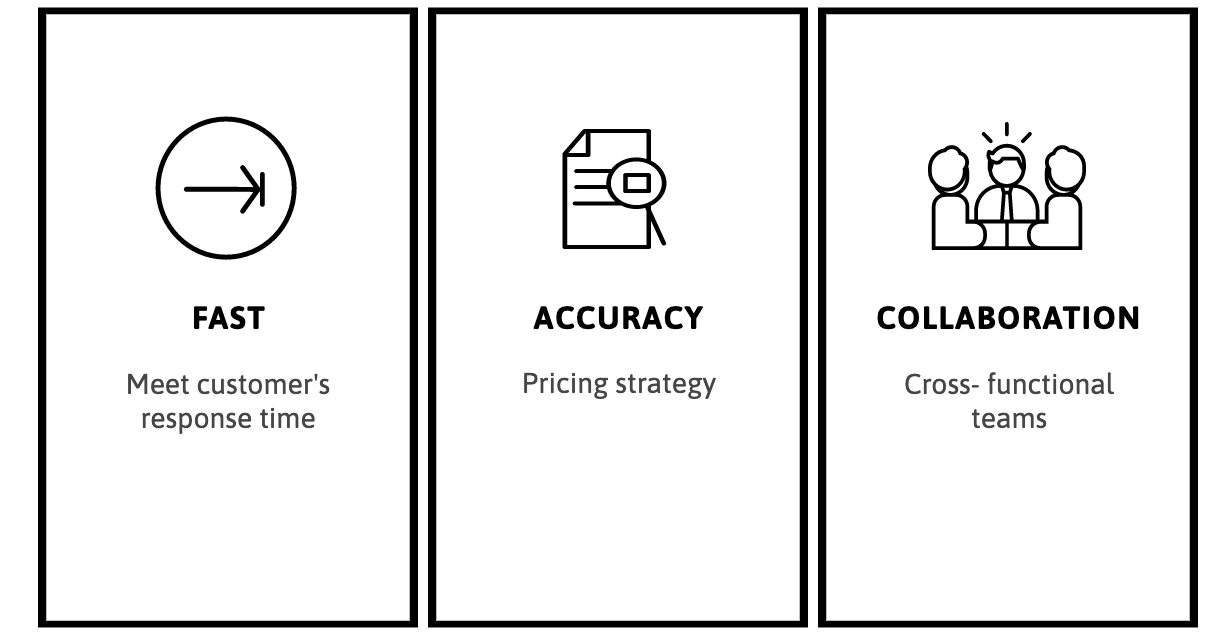 FAST
Meet customer's
response time
ACCURACY
Pricing strategy
COLLABORATION
Cross- functional
teams